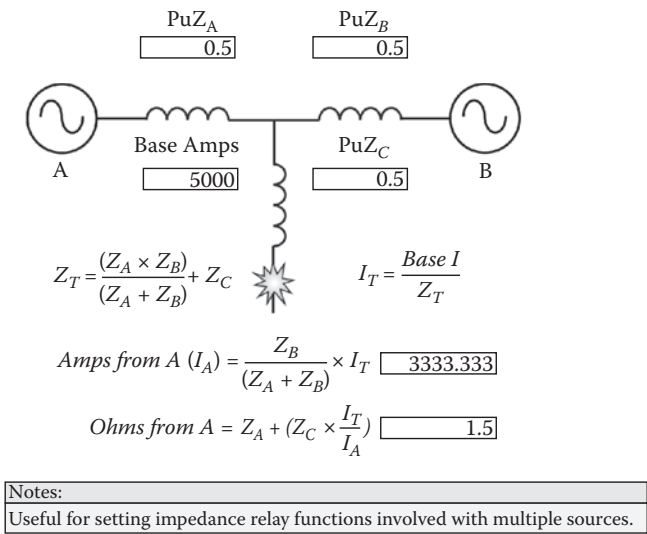 PuZ_A PuZ_B
0.5 0.5
A B
Base Amps PuZ_C
5000 0.5
Z_T = (Z_A × Z_B) / (Z_A + Z_B) + Z_C
I_T = Base I / Z_T
Amps from A (I_A) = Z_B / (Z_A + Z_B) × I_T 3333.333
Ohms from A = Z_A + (Z_C × I_T / I_A) 1.5
Notes:
Useful for setting impedance relay functions involved with multiple sources.